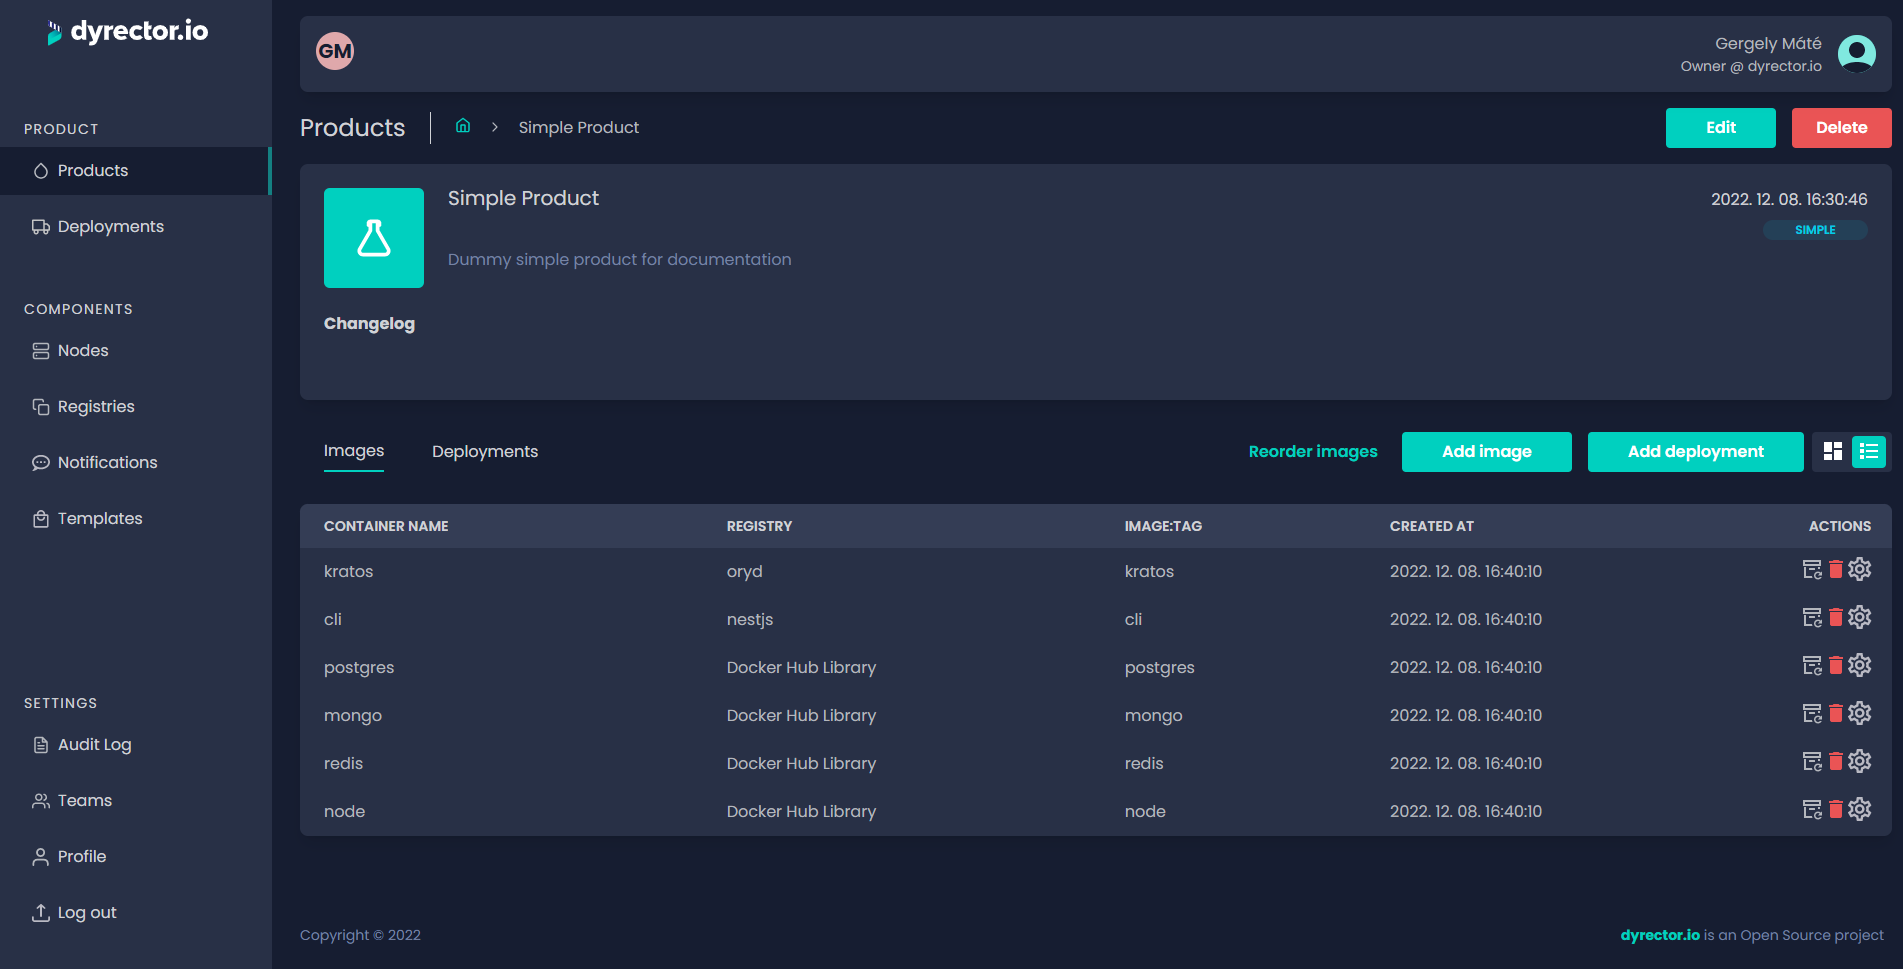 dyrector.io
PRODUCT
Products
Deployments
COMPONENTS
Nodes
Registries
Notifications
Templates
SETTINGS
Audit Log
Teams
Profile
Log out
GM
Gergely Máté
Owner @ dyrector.io
Products
Simple Product
Edit
Delete
Simple Product
2022. 12. 08. 16:30:46
SIMPLE
Dummy simple product for documentation
Changelog
Images
Deployments
Reorder images
Add image
Add deployment
CONTAINER NAME REGISTRY IMAGE:TAG CREATED AT ACTIONS
kratos oryd kratos 2022. 12. 08. 16:40:10
cli nestjs cli 2022. 12. 08. 16:40:10
postgres Docker Hub Library postgres 2022. 12. 08. 16:40:10
mongo Docker Hub Library mongo 2022. 12. 08. 16:40:10
redis Docker Hub Library redis 2022. 12. 08. 16:40:10
node Docker Hub Library node 2022. 12. 08. 16:40:10
Copyright © 2022
dyrector.io is an Open Source project